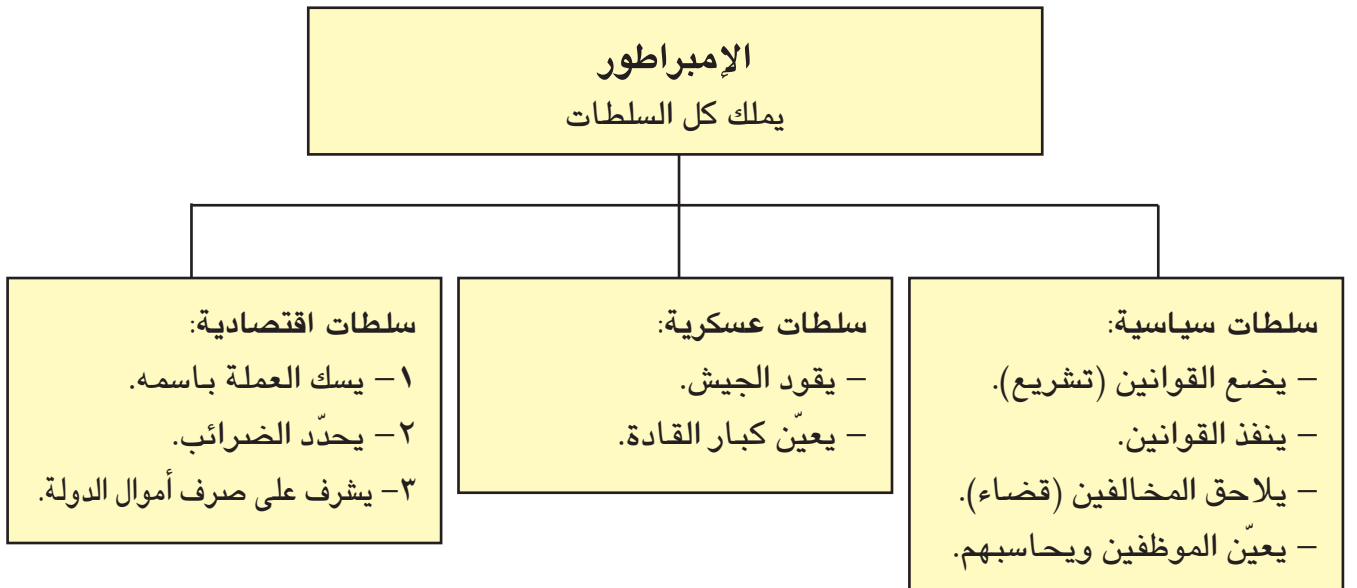 الإمبراطور
يملك كل السلطات
سلطات سياسية:
– يضع القوانين (تشريع).
– ينفذ القوانين.
– يلاحق المخالفين (قضاء).
– يعيّن الموظفين ويحاسبهم.
سلطات عسكرية:
– يقود الجيش.
– يعيّن كبار القادة.
سلطات اقتصادية:
١– يسك العملة باسمه.
٢– يحدّد الضرائب.
٣– يشرف على صرف أموال الدولة.